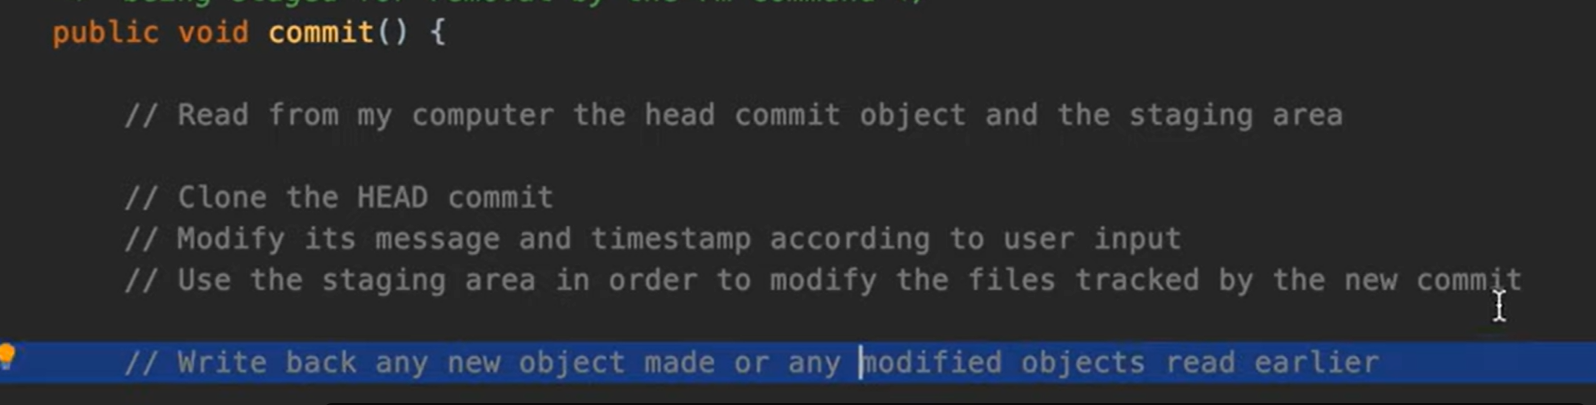 being staged for removal by the rm command
public void commit() {
// Read from my computer the head commit object and the staging area
// Clone the HEAD commit
// Modify its message and timestamp according to user input
// Use the staging area in order to modify the files tracked by the new commit
// Write back any new object made or any modified objects read earlier